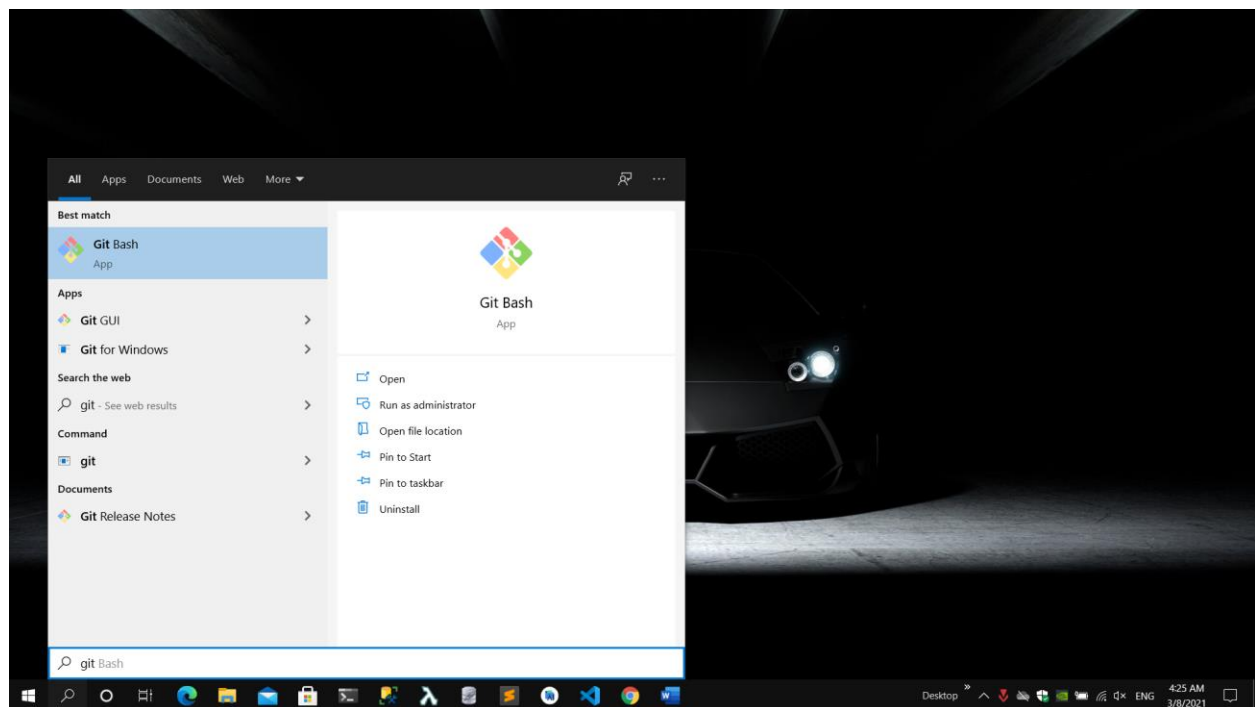 All Apps Documents Web More
Best match
Git Bash
App
Apps
Git GUI
Git for Windows
Search the web
git - See web results
Command
git
Documents
Git Release Notes
Git Bash
App
Open
Run as administrator
Open file location
Pin to Start
Pin to taskbar
Uninstall
git Bash
Desktop » ENG 4:25 AM
3/8/2021